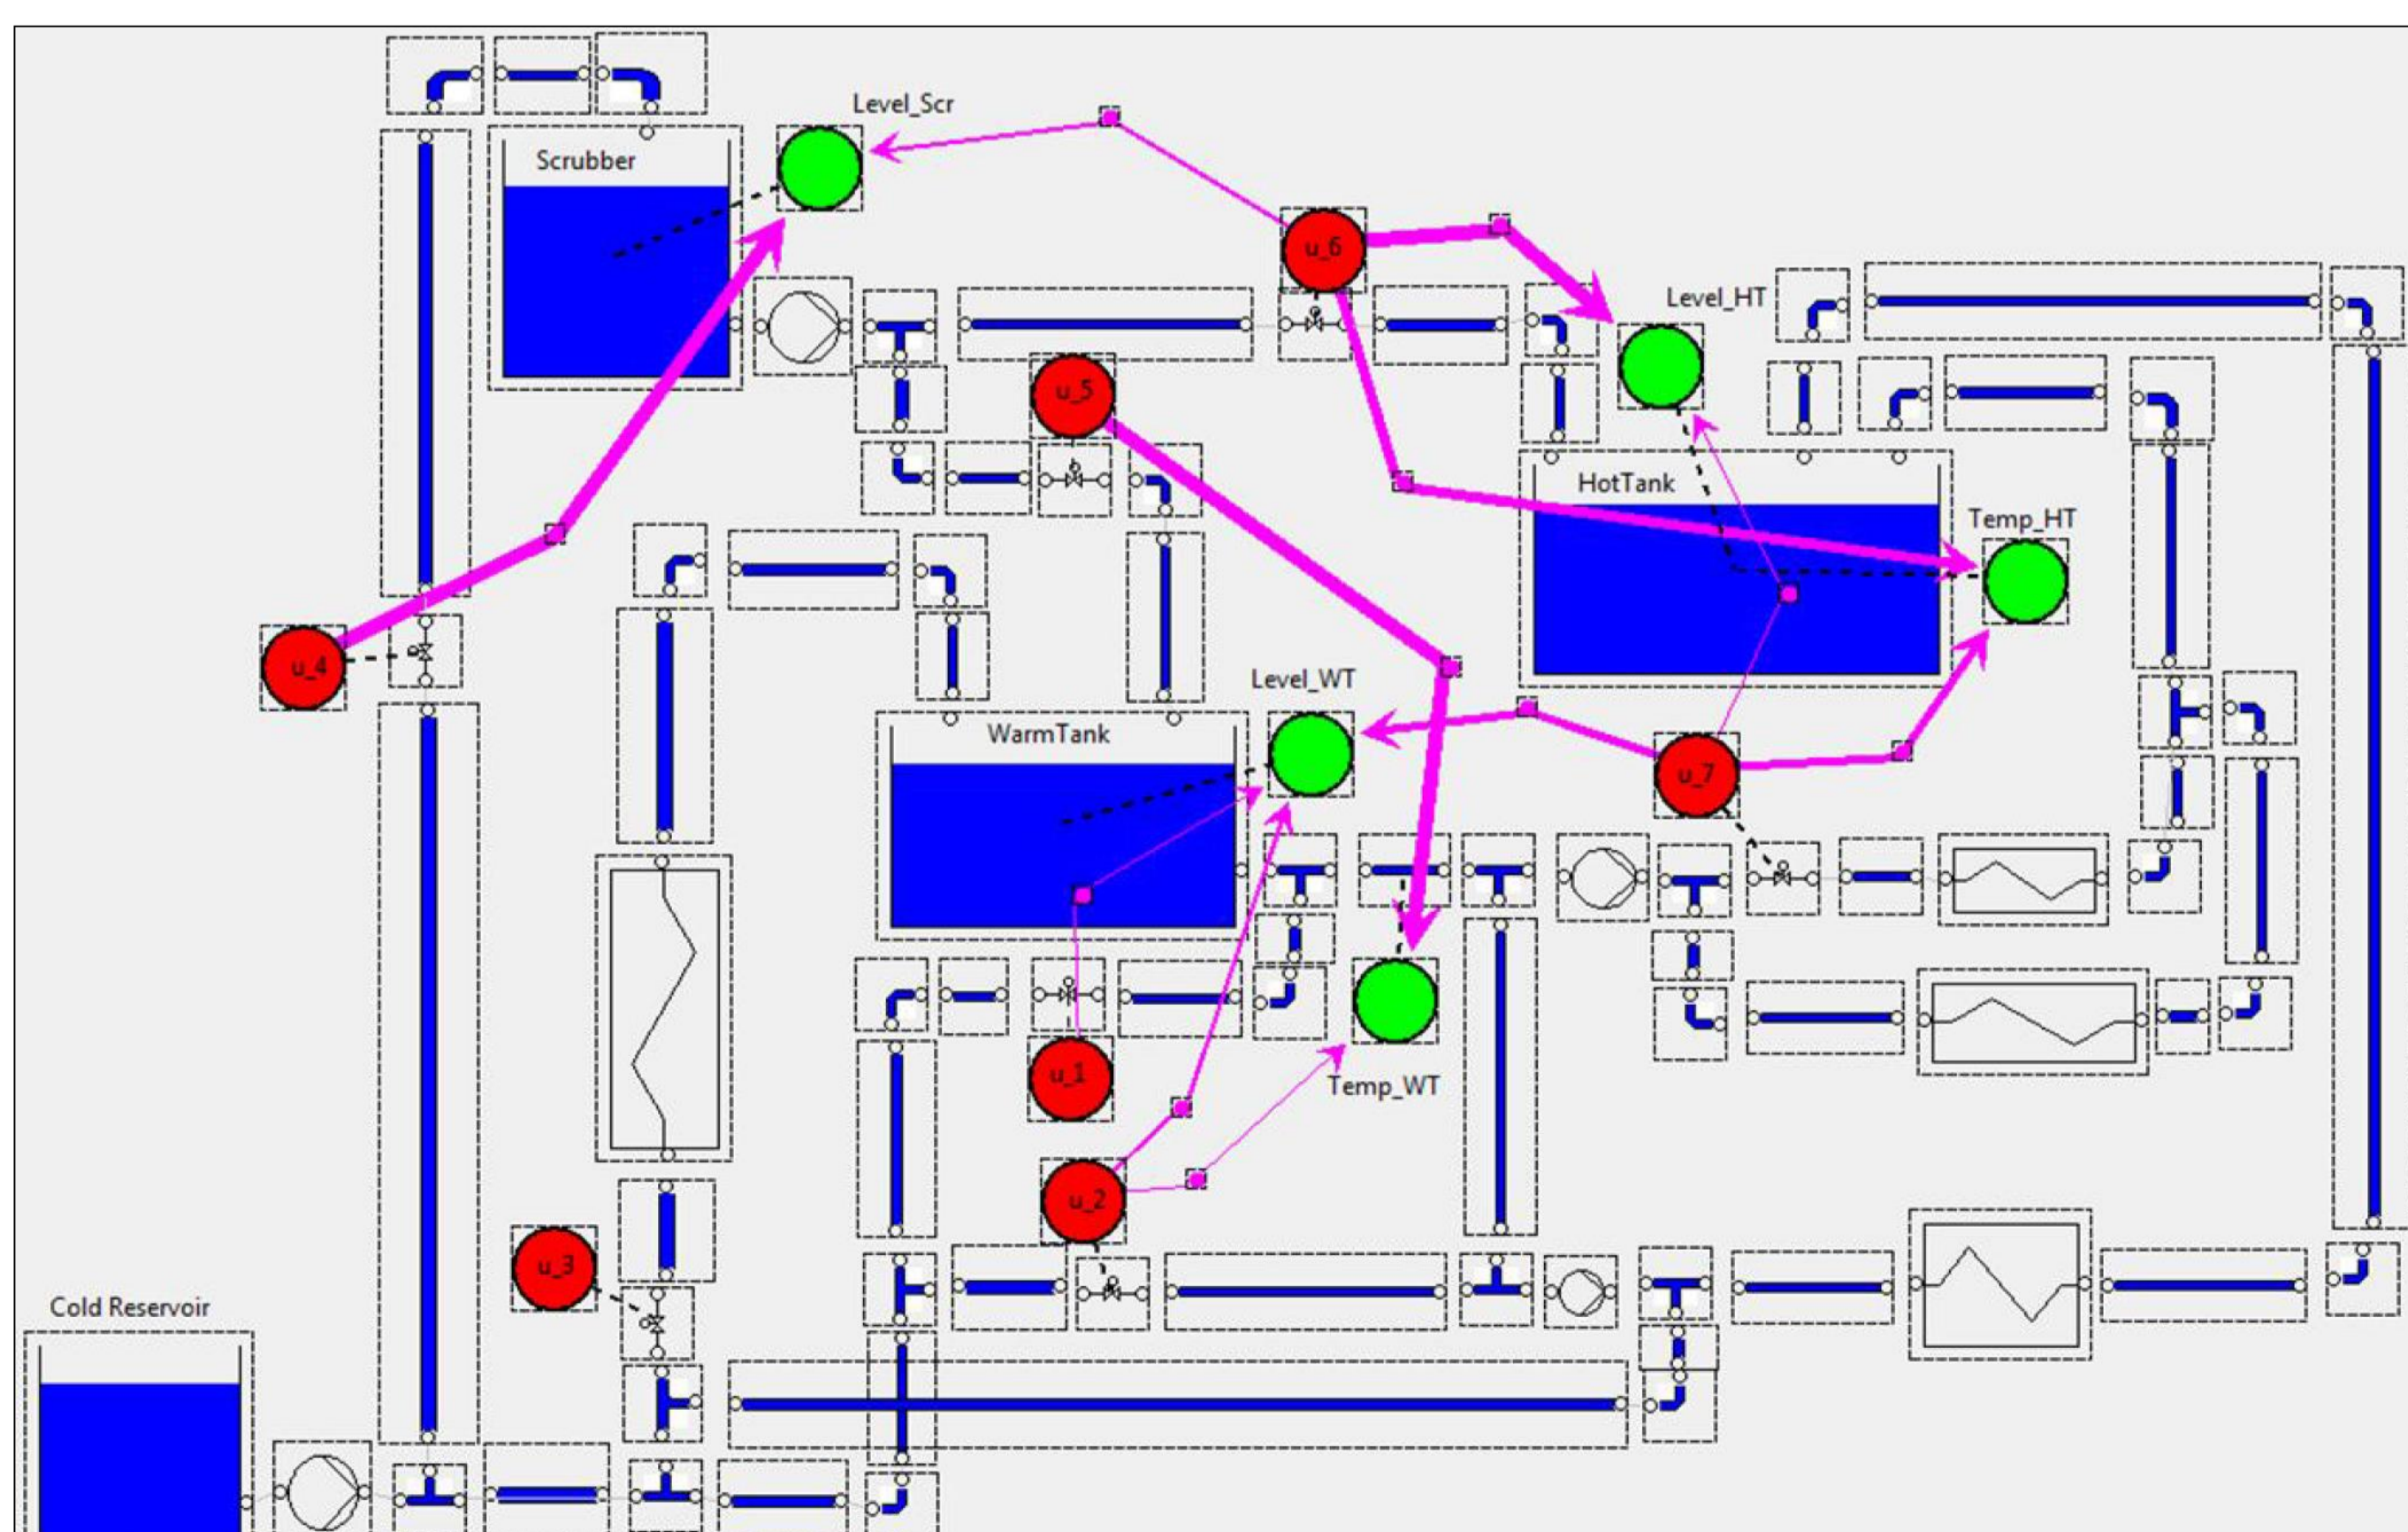 Level_Scr
Scrubber
u_6
Level_HT
u_5
HotTank
Temp_HT
u_4
Level_WT
WarmTank
u_7
u_1
Temp_WT
u_2
u_3
Cold Reservoir